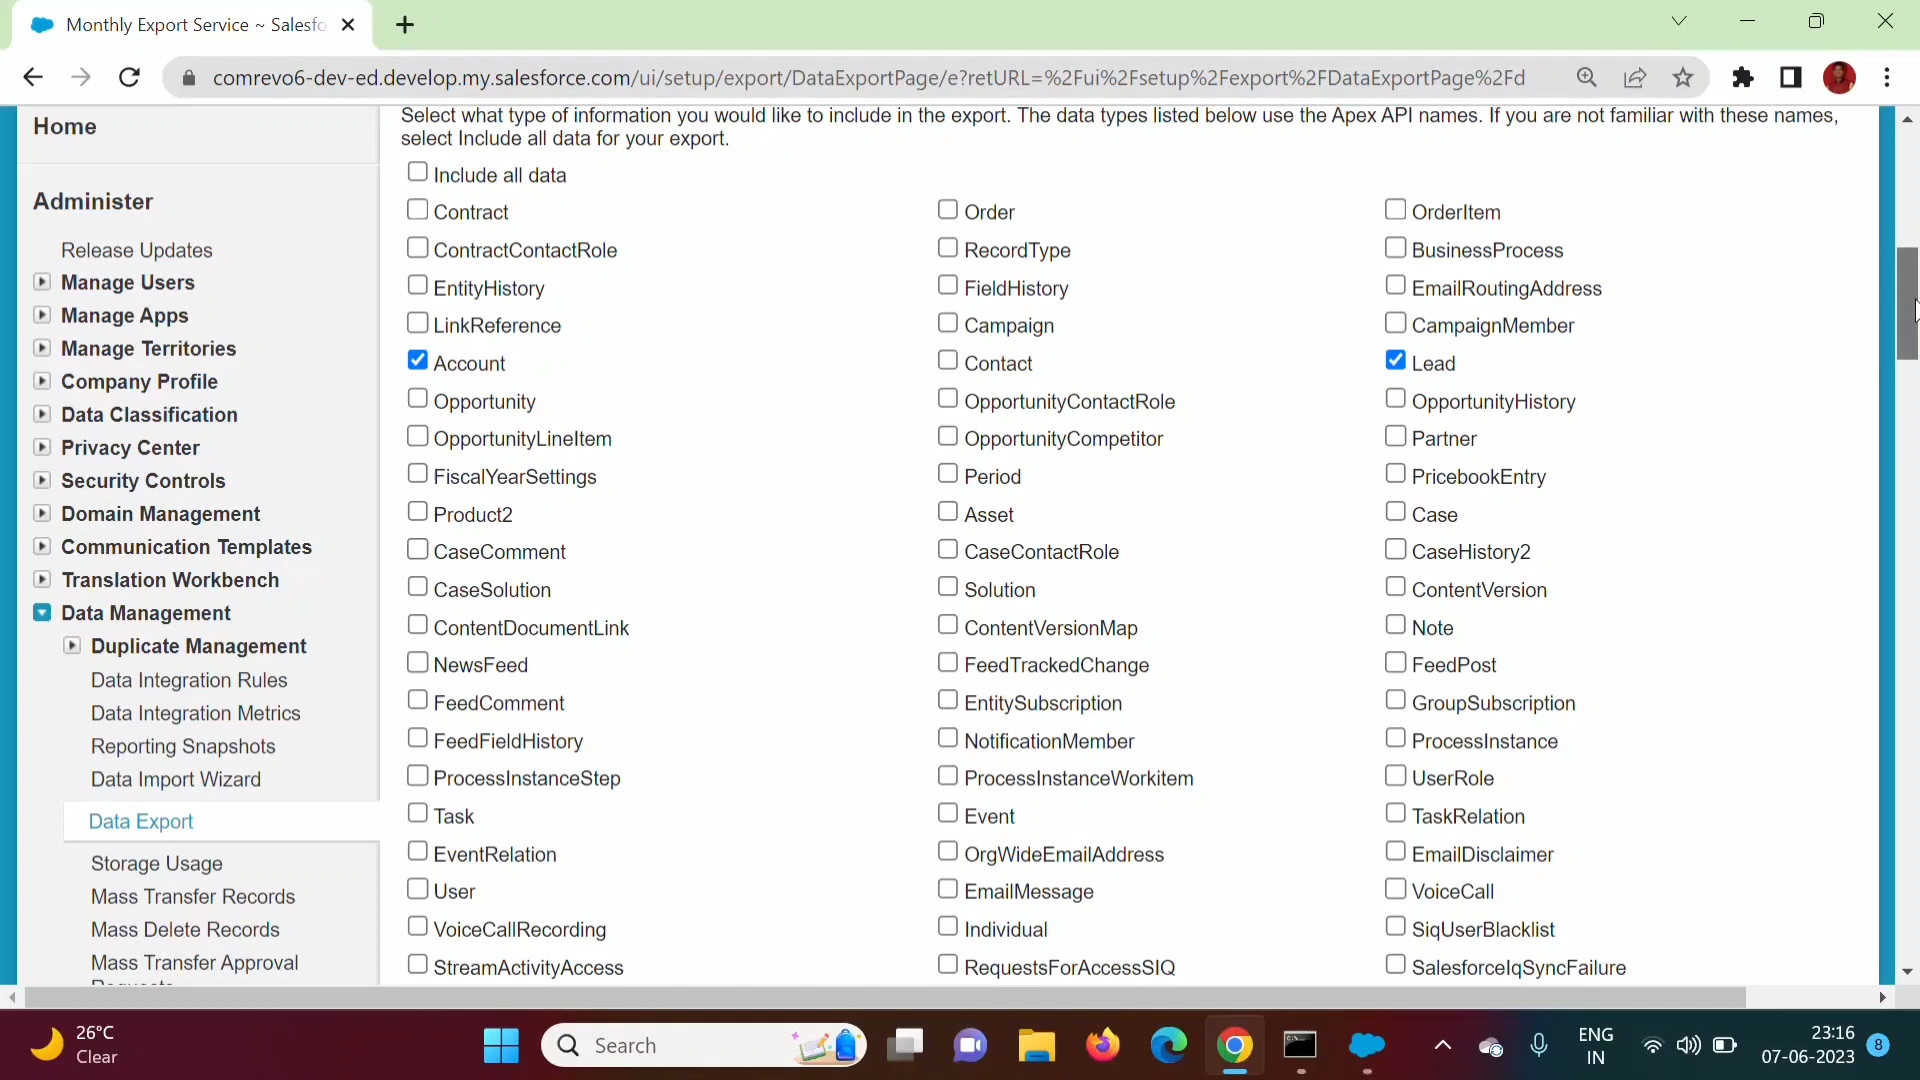 Monthly Export Service ~ Salesfo
comrevo6-dev-ed.develop.my.salesforce.com/ui/setup/export/DataExportPage/e?retURL=%2Fui%2Fsetup%2Fexport%2FDataExportPage%2Fd
Home
Administer
Release Updates
Manage Users
Manage Apps
Manage Territories
Company Profile
Data Classification
Privacy Center
Security Controls
Domain Management
Communication Templates
Translation Workbench
Data Management
Duplicate Management
Data Integration Rules
Data Integration Metrics
Reporting Snapshots
Data Import Wizard
Data Export
Storage Usage
Mass Transfer Records
Mass Delete Records
Mass Transfer Approval
Select what type of information you would like to include in the export. The data types listed below use the Apex API names. If you are not familiar with these names,
select Include all data for your export.
Include all data
Contract Order OrderItem
ContractContactRole RecordType BusinessProcess
EntityHistory FieldHistory EmailRoutingAddress
LinkReference Campaign CampaignMember
Account Contact Lead
Opportunity OpportunityContactRole OpportunityHistory
OpportunityLineItem OpportunityCompetitor Partner
FiscalYearSettings Period PricebookEntry
Product2 Asset Case
CaseComment CaseContactRole CaseHistory2
CaseSolution Solution ContentVersion
ContentDocumentLink ContentVersionMap Note
NewsFeed FeedTrackedChange FeedPost
FeedComment EntitySubscription GroupSubscription
FeedFieldHistory NotificationMember ProcessInstance
ProcessInstanceStep ProcessInstanceWorkitem UserRole
Task Event TaskRelation
EventRelation OrgWideEmailAddress EmailDisclaimer
User EmailMessage VoiceCall
VoiceCallRecording Individual SiqUserBlacklist
StreamActivityAccess RequestsForAccessSIQ SalesforceIqSyncFailure
26°C
Clear
Search
ENG
IN
23:16
07-06-2023
8